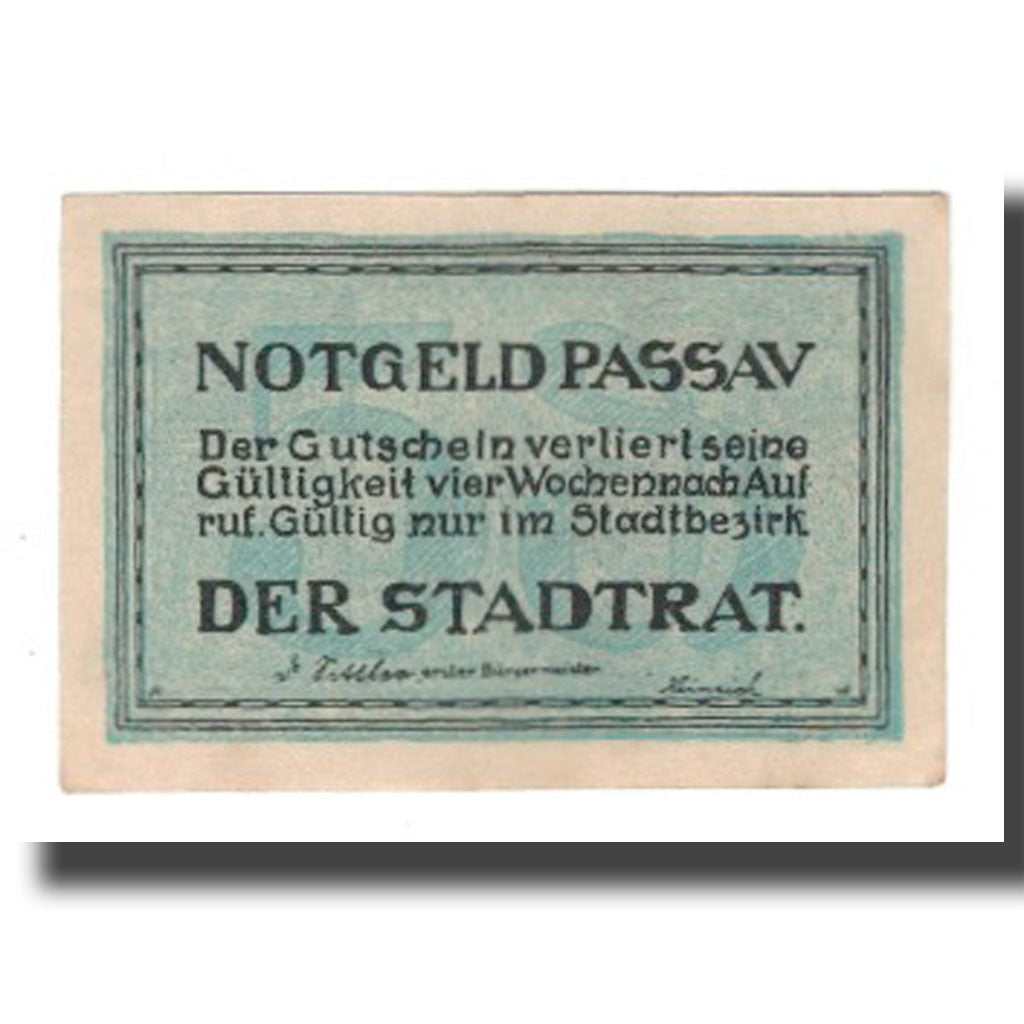 NOTGELD PASSAV
Der Gutschein verliert seine
Gültigkeit vier Wochen nach Auf
ruf. Gültig nur im Stadtbezirk
DER STADTRAT.
erster Bürgermeister
Heinrich